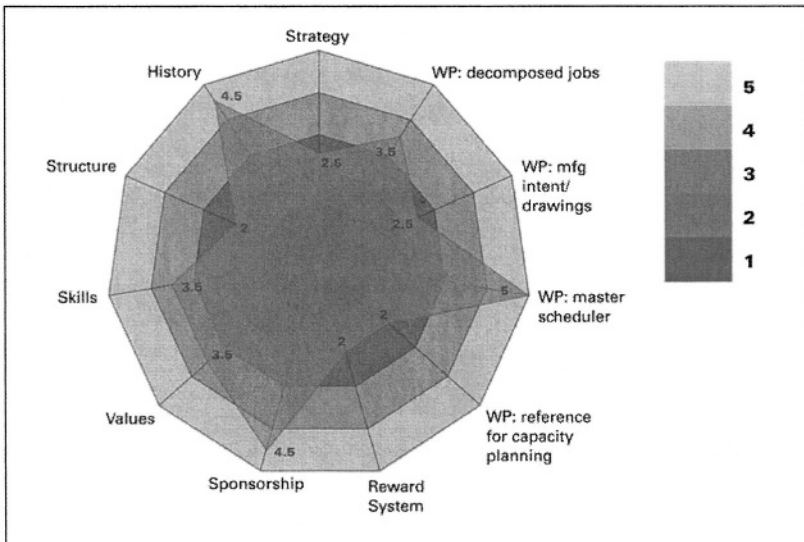 Strategy
History
WP: decomposed jobs
4.5
5
4
3.5
2.5
Structure
WP: mfg
intent/
drawings
3
2.5
2
2
Skills
3.5
5
WP: master
scheduler
1
2
3.5
2
Values
WP: reference
for capacity
planning
4.5
Sponsorship
Reward
System